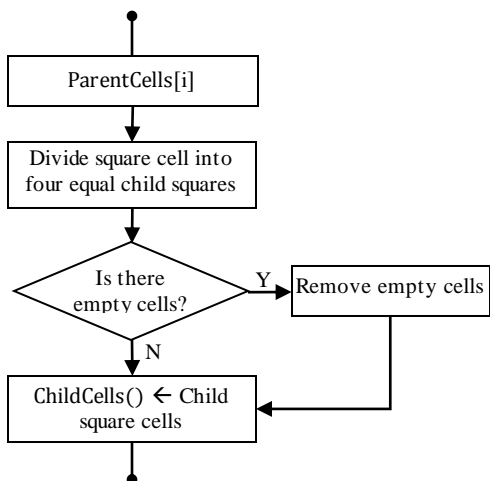 ParentCells[i]
Divide square cell into
four equal child squares
Is there
empty cells?
Y
Remove empty cells
N
ChildCells() ← Child
square cells